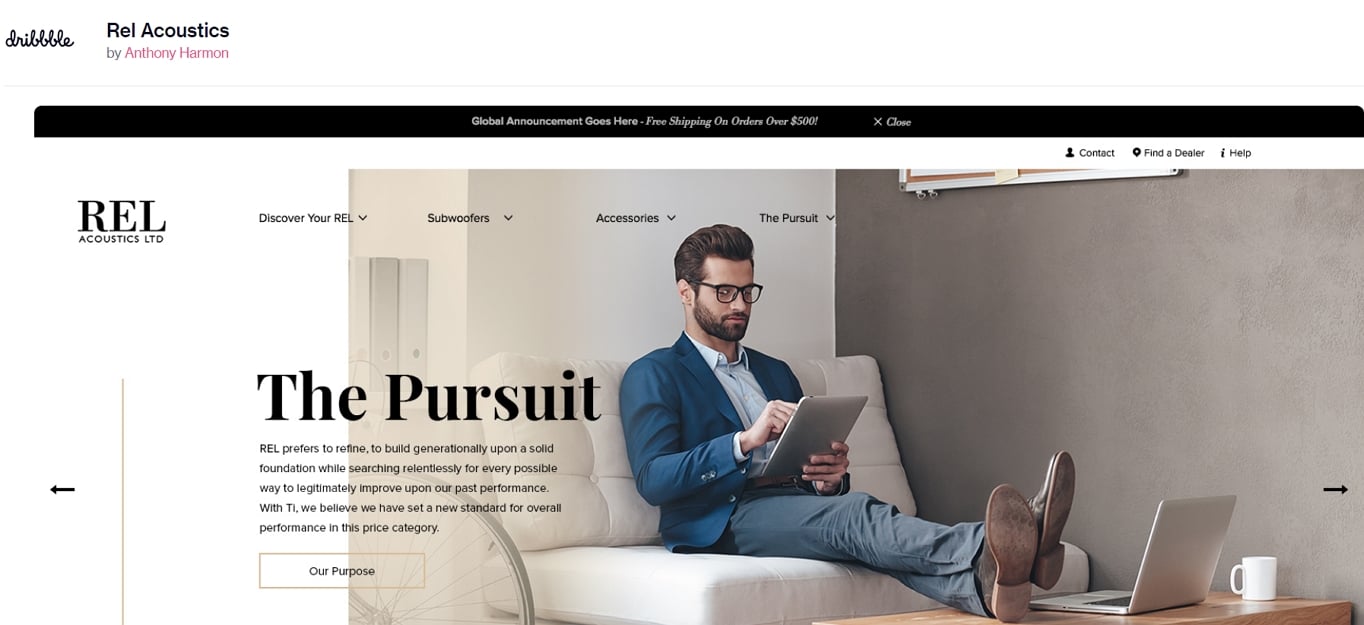 dribbble
Rel Acoustics
by Anthony Harmon
Global Announcement Goes Here - Free Shipping On Orders Over $500!
Close
Contact
Find a Dealer
Help
REL
ACOUSTICS LTD
Discover Your REL
Subwoofers
Accessories
The Pursuit
The Pursuit
REL prefers to refine, to build generationally upon a solid
foundation while searching relentlessly for every possible
way to legitimately improve upon our past performance.
With Ti, we believe we have set a new standard for overall
performance in this price category.
Our Purpose